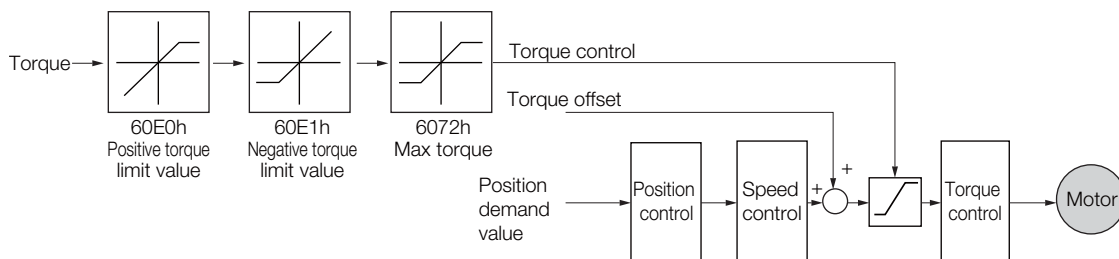 Torque
60E0h
Positive torque
limit value
60E1h
Negative torque
limit value
6072h
Max torque
Torque control
Torque offset
Position
demand
value
Position
control
Speed
control
+
+
Torque
control
Motor